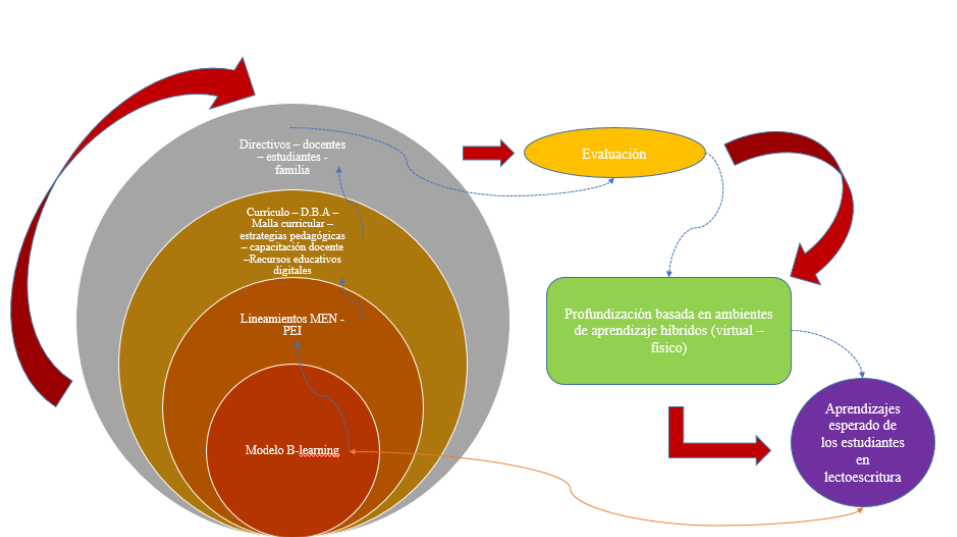 Directivos – docentes
– estudiantes -
familia
Currículo – D.B.A –
Malla curricular –
estrategias pedagógicas
– capacitación docente
–Recursos educativos
digitales
Lineamientos MEN -
PEI
Modelo B-learning
Evaluación
Profundización basada en ambientes
de aprendizaje híbridos (virtual –
físico)
Aprendizajes
esperado de
los estudiantes
en
lectoescritura